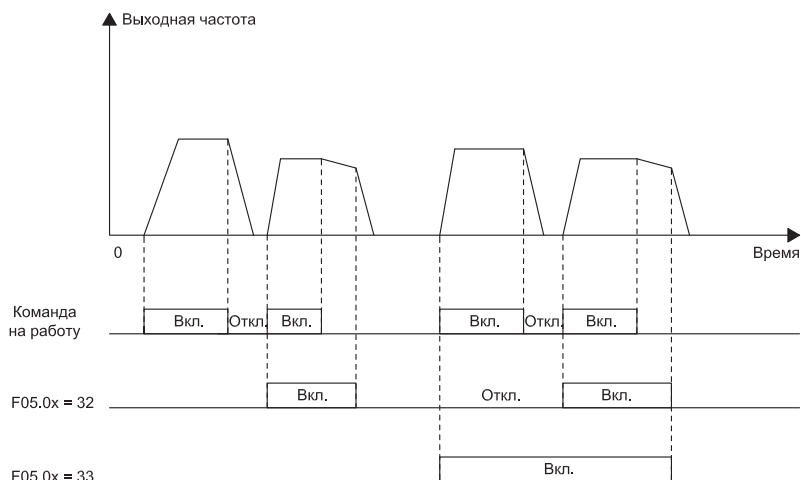 Выходная частота
0
Время
Команда
на работу
Вкл.
Откл.
Вкл.
Вкл.
Откл.
Вкл.
F05.0x = 32
Вкл.
Откл.
Вкл.
F05.0x = 33
Вкл.